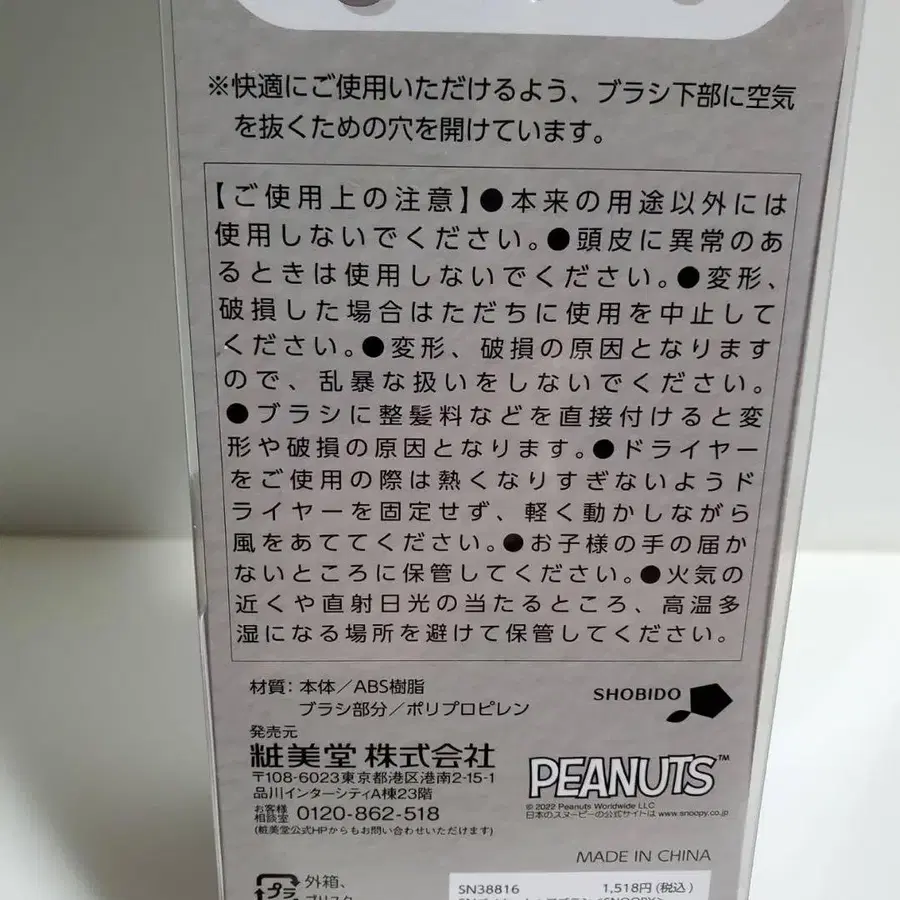 ※快適にご使用いただけるよう、ブラシ下部に空気
を抜くための穴を開けています。
【ご使用上の注意】●本来の用途以外には
使用しないでください。●頭皮に異常のあ
るときは使用しないでください。●変形、
破損した場合はただちに使用を中止して
ください。●変形、破損の原因となります
ので、乱暴な扱いをしないでください。
●ブラシに整髪料などを直接付けると変
形や破損の原因となります。●ドライヤー
をご使用の際は熱くなりすぎないようド
ライヤーを固定せず、軽く動かしながら
風をあててください。●お子様の手の届か
ないところに保管してください。●火気の
近くや直射日光の当たるところ、高温多
湿になる場所を避けて保管してください。
材質：本体／ABS樹脂
ブラシ部分／ポリプロピレン
SHOBIDO
発売元
粧美堂 株式会社
〒108-6023東京都港区港南2-15-1
品川インターシティA棟23階
お客様
相談室 0120-862-518
(粧美堂公式HPからもお問い合わせいただけます)
PEANUTS™
© 2022 Peanuts Worldwide LLC
日本のスヌーピーの公式サイトは www.snoopy.co.jp
MADE IN CHINA
プラ
外箱、
SN38816 1,518円(税込)